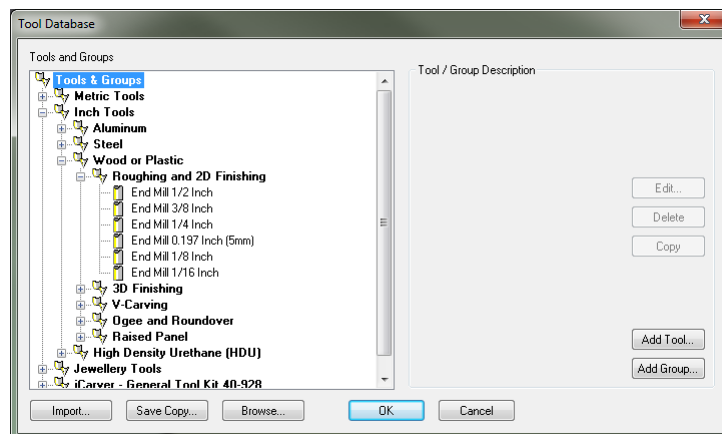 Tool Database
Tools and Groups
Tools & Groups
Metric Tools
Inch Tools
Aluminum
Steel
Wood or Plastic
Roughing and 2D Finishing
End Mill 1/2 Inch
End Mill 3/8 Inch
End Mill 1/4 Inch
End Mill 0.197 Inch (5mm)
End Mill 1/8 Inch
End Mill 1/16 Inch
3D Finishing
V-Carving
Ogee and Roundover
Raised Panel
High Density Urethane (HDU)
Jewellery Tools
iCarver - General Tool Kit 40-928
Tool / Group Description
Edit...
Delete
Copy
Add Tool...
Add Group...
Import...
Save Copy...
Browse...
OK
Cancel